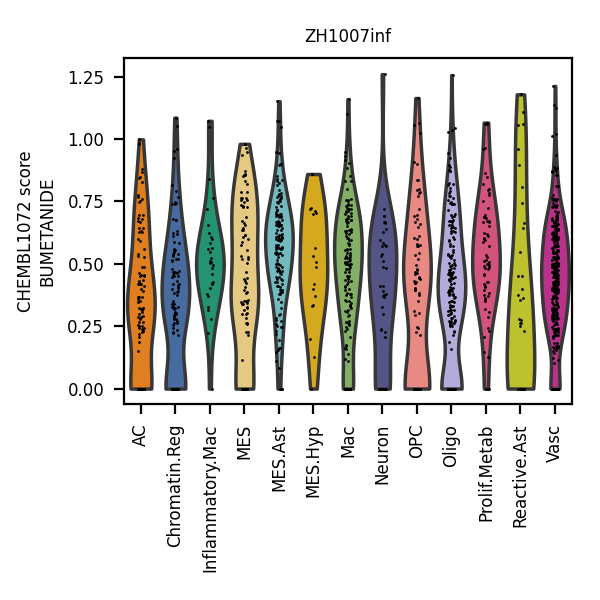 ZH1007inf
CHEMBL1072 score
BUMETANIDE
1.25
1.00
0.75
0.50
0.25
0.00
AC
Chromatin.Reg
Inflammatory.Mac
MES
MES.Ast
MES.Hyp
Mac
Neuron
OPC
Oligo
Prolif.Metab
Reactive.Ast
Vasc